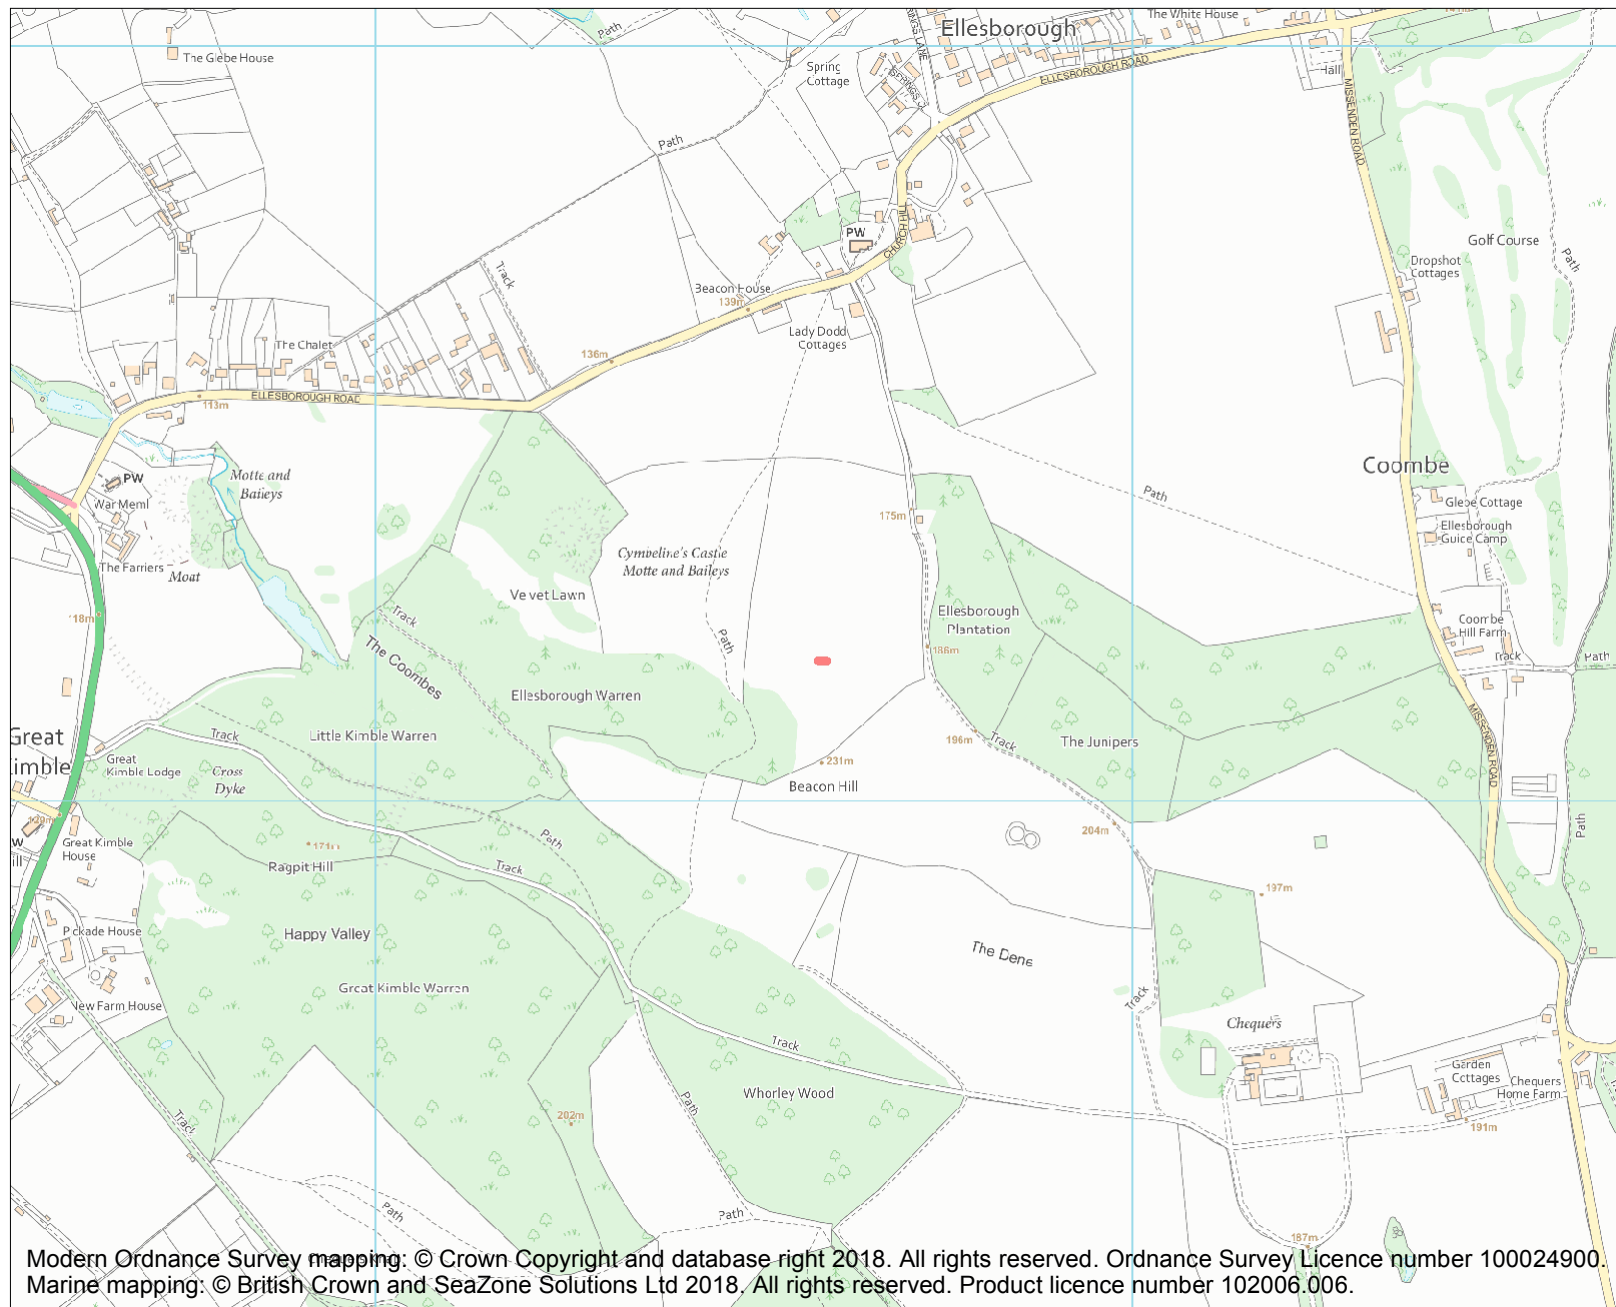 Ellesborough
The White House
Path
The Glebe House
Spring
Cottage
SPRINGS LANE
ELLESBOROUGH ROAD
Hall
MISSENDEN ROAD
Path
PW
CHURCH HILL
Golf Course
Path
Dropshot
Cottages
Track
Beacon House
139m
Lady Dodd
Cottages
The Chalet
136m
113m
ELLESBOROUGH ROAD
Coombe
Motte and
Baileys
PW
War Meml
Path
Glebe Cottage
175m
Ellesborough
Guice Camp
Cymbeline's Castle
Motte and Baileys
The Farriers
Moat
Velvet Lawn
118m
Track
Ellesborough
Plantation
Coombe
Hill Farm
Path
The Coombes
186m
Track
Path
Ellesborough Warren
MISSENDEN ROAD
Great
Kimble
Track
Little Kimble Warren
196m
Track
The Junipers
Great
Kimble Lodge
Cross
Dyke
231m
Beacon Hill
120m
204m
Path
PW
Great Kimble
House
171m
Ragpit Hill
Path
Track
197m
Pickade House
Happy Valley
The Dene
Great Kimble Warren
New Farm House
Track
Chequers
Track
Garden
Cottages
Chequers
Home Farm
Whorley Wood
Path
202m
Track
191m
Path
Path
187m
Modern Ordnance Survey mapping: © Crown Copyright and database right 2018. All rights reserved. Ordnance Survey Licence number 100024900.
Marine mapping: © British Crown and SeaZone Solutions Ltd 2018. All rights reserved. Product licence number 102006.006.